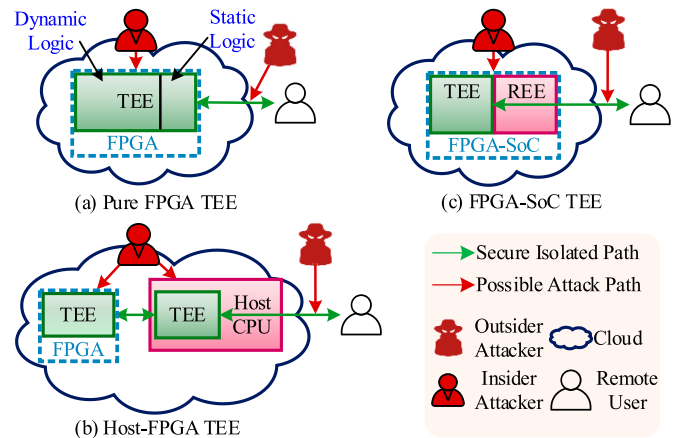 Dynamic
Logic
Static
Logic
TEE
FPGA
(a) Pure FPGA TEE
TEE
REE
FPGA-SoC
(c) FPGA-SoC TEE
TEE
FPGA
TEE
Host
CPU
(b) Host-FPGA TEE
Secure Isolated Path
Possible Attack Path
Outsider
Attacker
Cloud
Insider
Attacker
Remote
User